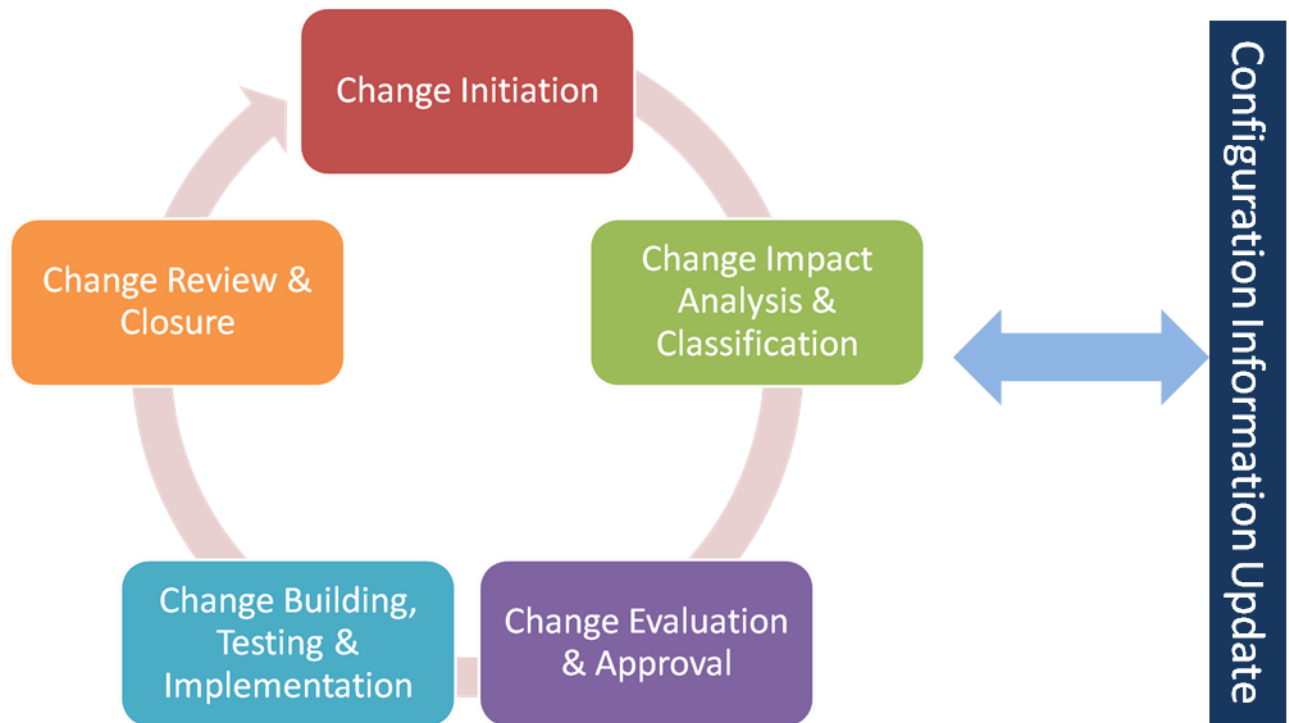 Change Initiation
Change Impact
Analysis &
Classification
Change Evaluation
& Approval
Change Building,
Testing &
Implementation
Change Review &
Closure
Configuration Information Update